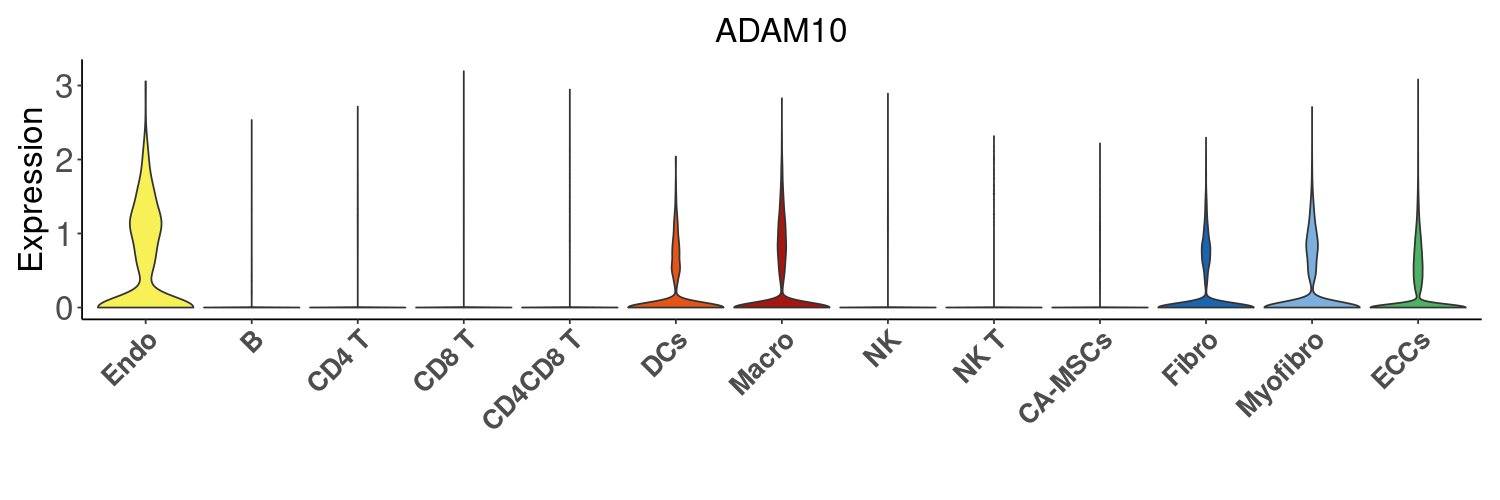 ADAM10
Expression
3
2
1
0
Endo
B
CD4 T
CD8 T
CD4CD8 T
DCs
Macro
NK
NK T
CA-MSCs
Fibro
Myofibro
ECCs